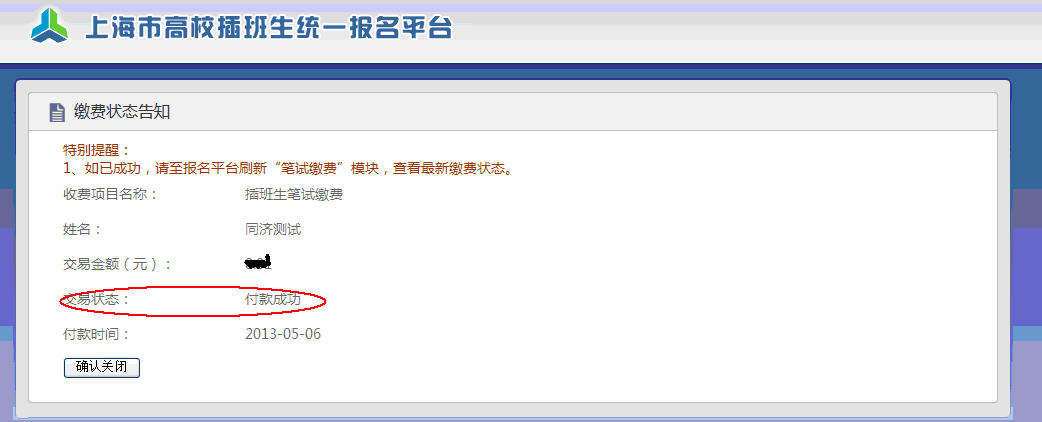 上海市高校插班生统一报名平台
缴费状态告知
特别提醒：
1、如已成功，请至报名平台刷新“笔试缴费”模块，查看最新缴费状态。
收费项目名称： 插班生笔试缴费
姓名： 同济测试
交易金额（元）：
交易状态： 付款成功
付款时间： 2013-05-06
确认关闭